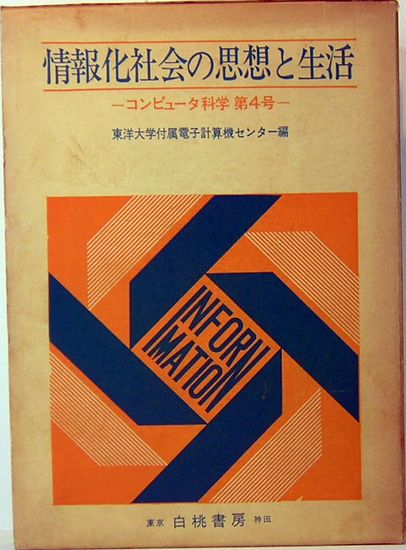 情報化社会の思想と生活
―コンピュータ科学 第4号―
東洋大学付属電子計算機センター編
INFORM
MATION
東京 白桃書房 神田